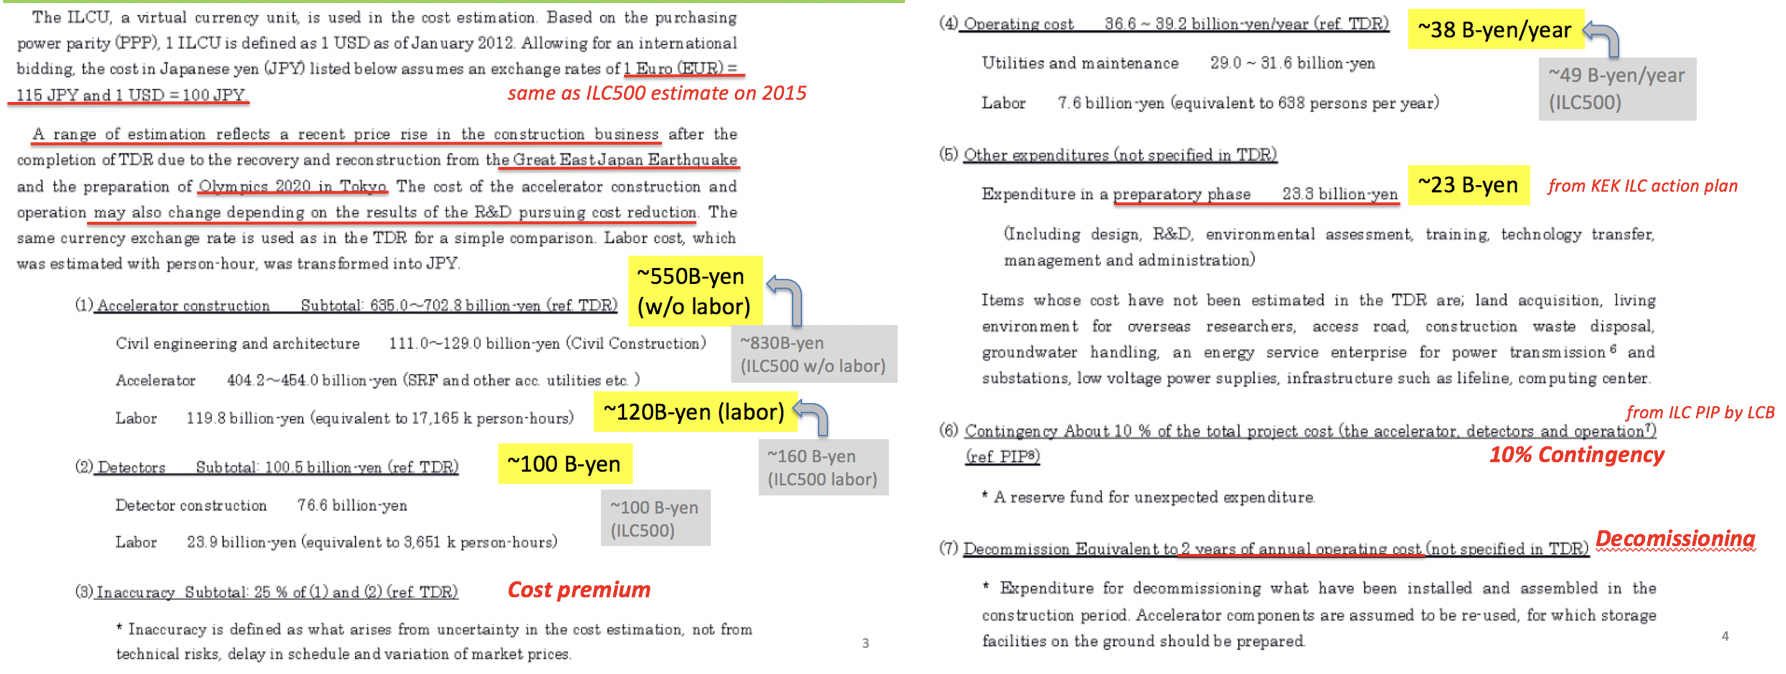 The ILCU, a virtual currency unit, is used in the cost estimation. Based on the purchasing
power parity (PPP), 1 ILCU is defined as 1 USD as of January 2012. Allowing for an international
bidding, the cost in Japanese yen (JPY) listed below assumes an exchange rates of 1 Euro (EUR) =
115 JPY and 1 USD = 100 JPY.
same as ILC500 estimate on 2015
A range of estimation reflects a recent price rise in the construction business after the
completion of TDR due to the recovery and reconstruction from the Great East Japan Earthquake
and the preparation of Olympics 2020 in Tokyo. The cost of the accelerator construction and
operation may also change depending on the results of the R&D pursuing cost reduction. The
same currency exchange rate is used as in the TDR for a simple comparison. Labor cost, which
was estimated with person-hour, was transformed into JPY.
~550B-yen
(w/o labor)
(1) Accelerator construction Subtotal: 635.0~702.8 billion-yen (ref. TDR)
~830B-yen
(ILC500 w/o labor)
Civil engineering and architecture 111.0~129.0 billion-yen (Civil Construction)
Accelerator 404.2~454.0 billion-yen (SRF and other acc. utilities etc. )
Labor 119.8 billion-yen (equivalent to 17,165 k person-hours)
~120B-yen (labor)
~160 B-yen
(ILC500 labor)
(2) Detectors Subtotal: 100.5 billion-yen (ref. TDR)
~100 B-yen
Detector construction 76.6 billion-yen
~100 B-yen
(ILC500)
Labor 23.9 billion-yen (equivalent to 3,651 k person-hours)
(3) Inaccuracy Subtotal: 25 % of (1) and (2) (ref. TDR)
Cost premium
* Inaccuracy is defined as what arises from uncertainty in the cost estimation, not from
technical risks, delay in schedule and variation of market prices.
3
(4) Operating cost 36.6 ~ 39.2 billion-yen/year (ref. TDR)
~38 B-yen/year
Utilities and maintenance 29.0 ~ 31.6 billion-yen
~49 B-yen/year
(ILC500)
Labor 7.6 billion-yen (equivalent to 638 persons per year)
(5) Other expenditures (not specified in TDR)
Expenditure in a preparatory phase 23.3 billion-yen
~23 B-yen
from KEK ILC action plan
(Including design, R&D, environmental assessment, training, technology transfer,
management and administration)
Items whose cost have not been estimated in the TDR are; land acquisition, living
environment for overseas researchers, access road, construction waste disposal,
groundwater handling, an energy service enterprise for power transmission 6 and
substations, low voltage power supplies, infrastructure such as lifeline, computing center.
from ILC PIP by LCB
(6) Contingency About 10 % of the total project cost (the accelerator, detectors and operation7)
(ref. PIP8)
10% Contingency
* A reserve fund for unexpected expenditure.
(7) Decommission Equivalent to 2 years of annual operating cost (not specified in TDR)
Decomissioning
* Expenditure for decommissioning what have been installed and assembled in the
construction period. Accelerator components are assumed to be re-used, for which storage
facilities on the ground should be prepared.
4